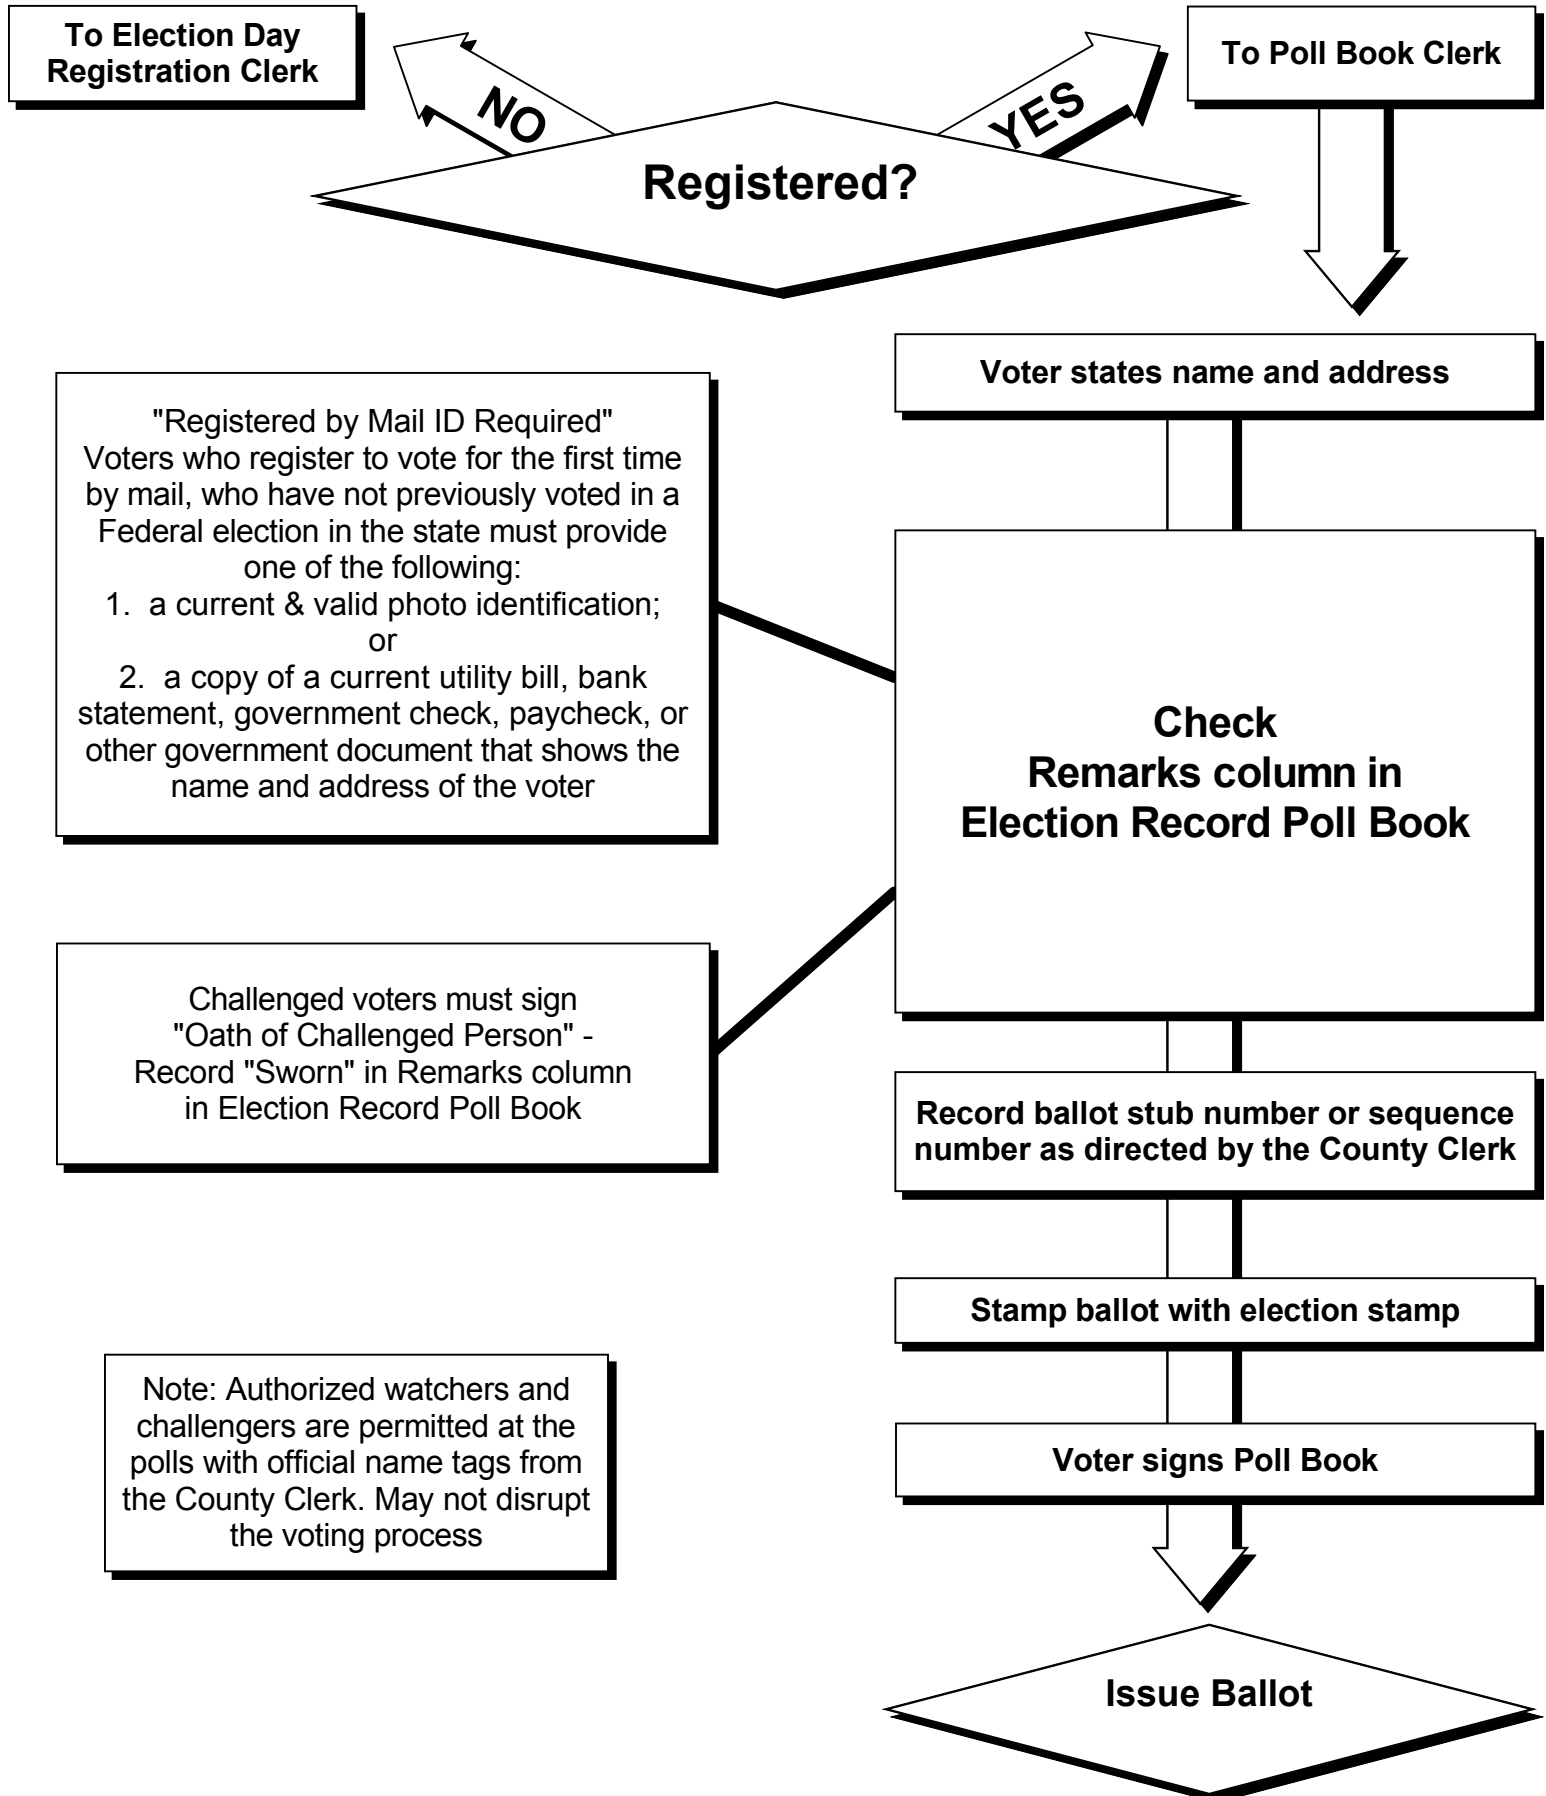 To Election Day
Registration Clerk
NO
YES
To Poll Book Clerk
Registered?
Voter states name and address
"Registered by Mail ID Required"
Voters who register to vote for the first time
by mail, who have not previously voted in a
Federal election in the state must provide
one of the following:
1. a current & valid photo identification;
or
2. a copy of a current utility bill, bank
statement, government check, paycheck, or
other government document that shows the
name and address of the voter
Check
Remarks column in
Election Record Poll Book
Challenged voters must sign
"Oath of Challenged Person" -
Record "Sworn" in Remarks column
in Election Record Poll Book
Record ballot stub number or sequence
number as directed by the County Clerk
Stamp ballot with election stamp
Note: Authorized watchers and
challengers are permitted at the
polls with official name tags from
the County Clerk. May not disrupt
the voting process
Voter signs Poll Book
Issue Ballot